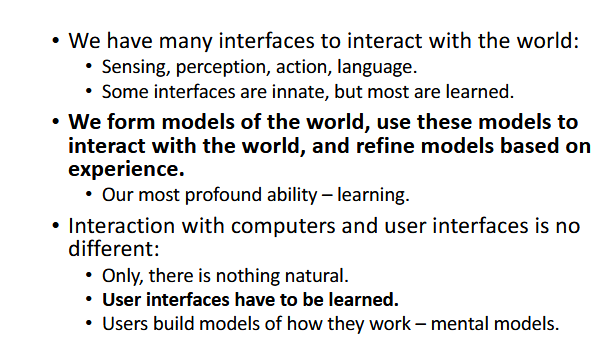 • We have many interfaces to interact with the world:
• Sensing, perception, action, language.
• Some interfaces are innate, but most are learned.
• We form models of the world, use these models to
interact with the world, and refine models based on
experience.
• Our most profound ability – learning.
• Interaction with computers and user interfaces is no
different:
• Only, there is nothing natural.
• User interfaces have to be learned.
• Users build models of how they work – mental models.